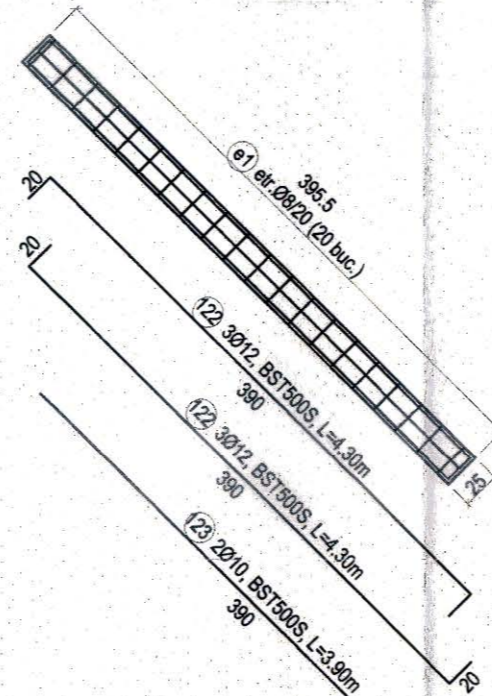 395.5
e1 etr.Ø8/20 (20 buc.)
25
20
122 3Ø12, BST500S, L=4.30m
390
20
122 3Ø12, BST500S, L=4.30m
390
20
123 2Ø10, BST500S, L=3.90m
390